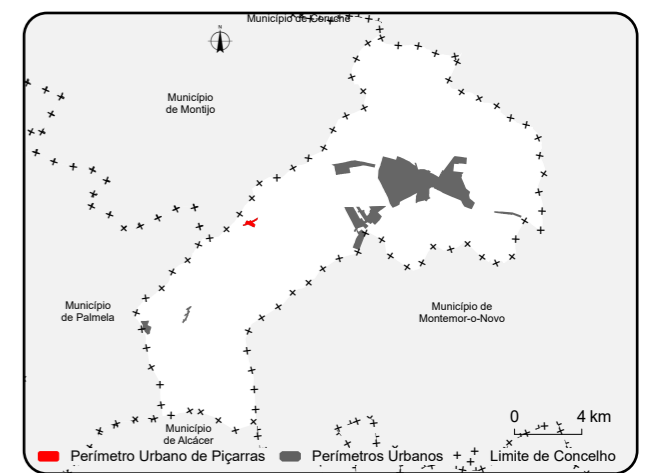 Município de Coruche
N
Município
de Montijo
Município
de Palmela
Município de
Montemor-o-Novo
0 4 km
Município
de Alcácer
Perímetro Urbano de Piçarras Perímetros Urbanos Limite de Concelho